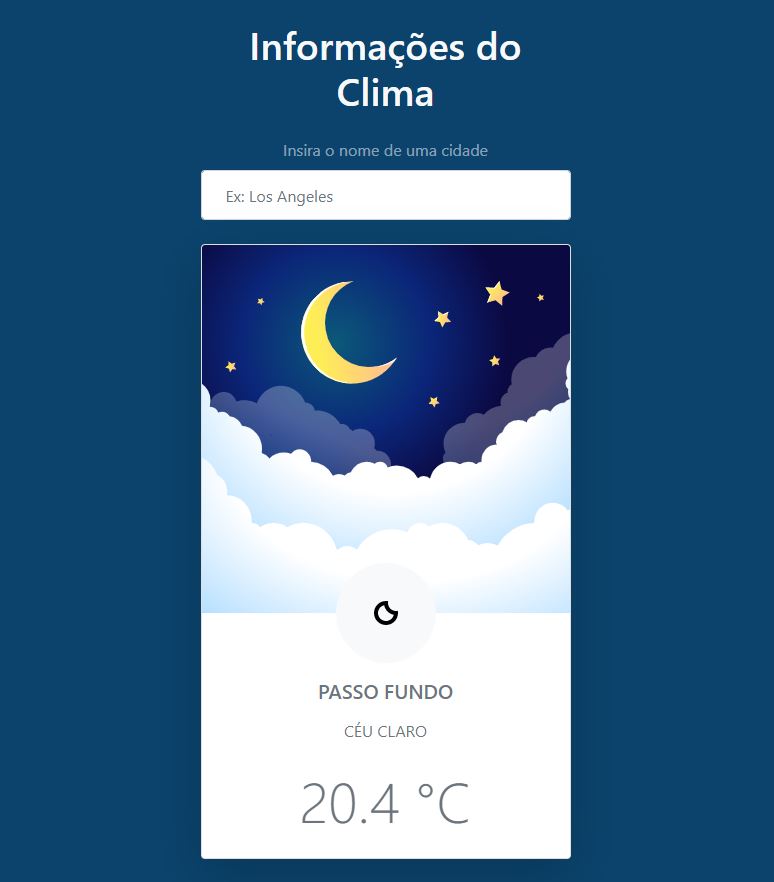 Informações do
Clima
Insira o nome de uma cidade
Ex: Los Angeles
PASSO FUNDO
CÉU CLARO
20.4 °C